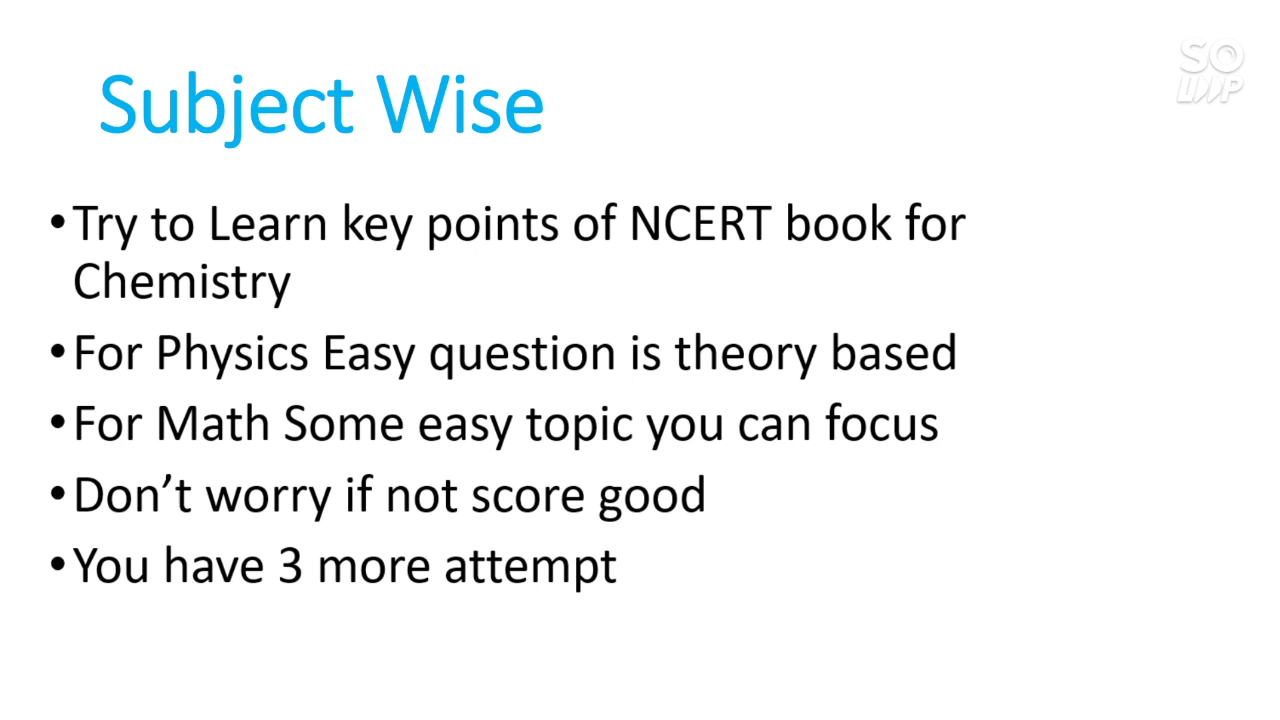 SO
LOOP
Subject Wise
•Try to Learn key points of NCERT book for
Chemistry
•For Physics Easy question is theory based
•For Math Some easy topic you can focus
•Don’t worry if not score good
•You have 3 more attempt